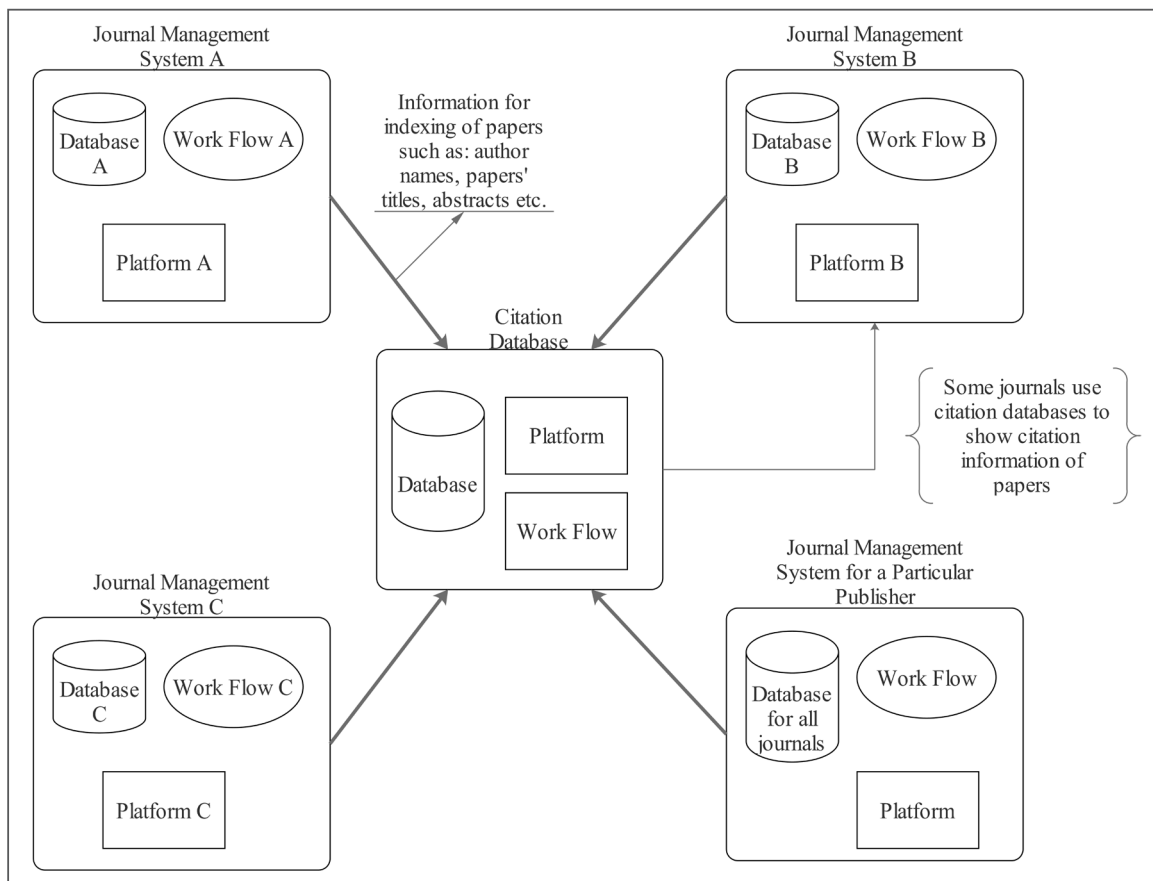 Journal Management
System A
Database
A
Work Flow A
Platform A
Information for
indexing of papers
such as: author
names, papers'
titles, abstracts etc.
Journal Management
System B
Database
B
Work Flow B
Platform B
Citation
Database
Database
Platform
Work Flow
Some journals use
citation databases to
show citation
information of
papers
Journal Management
System C
Database
C
Work Flow C
Platform C
Journal Management
System for a Particular
Publisher
Database
for all
journals
Work Flow
Platform